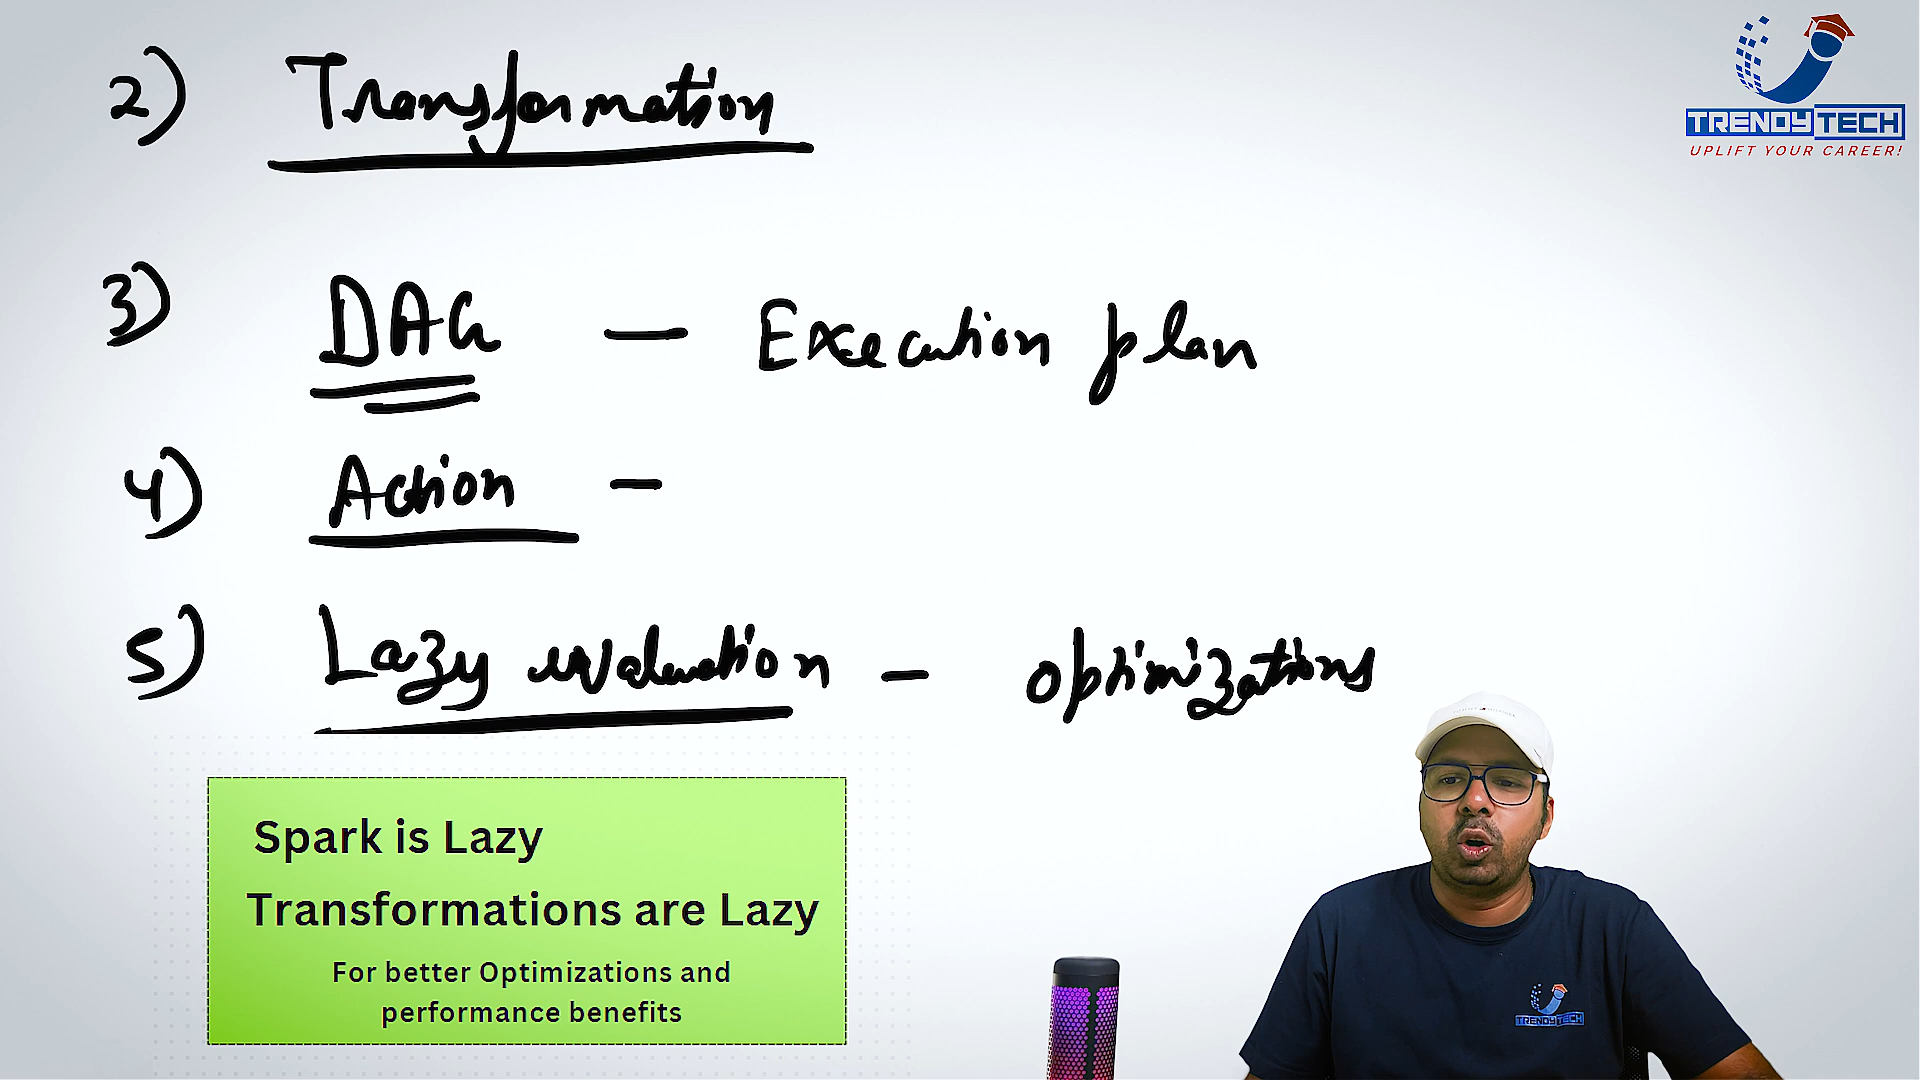 2) Transformation
3) DAG — Execution plan
4) Action —
5) Lazy evaluation — optimizations
Spark is Lazy
Transformations are Lazy
For better Optimizations and
performance benefits
TRENDYTECH
UPLIFT YOUR CAREER!
TRENDYTECH